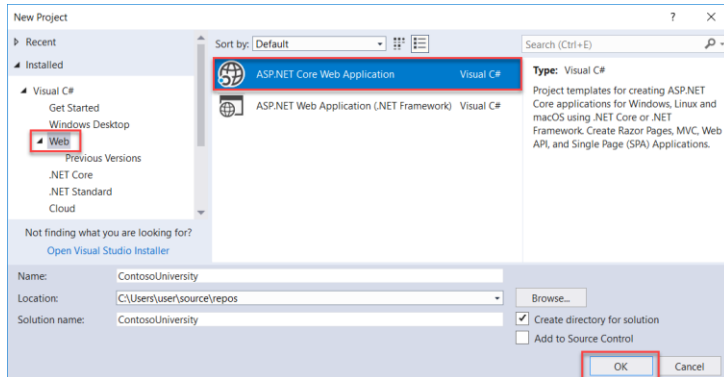 New Project
? ×
Recent
Installed
Visual C#
Get Started
Windows Desktop
Web
Previous Versions
.NET Core
.NET Standard
Cloud
Not finding what you are looking for?
Open Visual Studio Installer
Sort by: Default
ASP.NET Core Web Application Visual C#
ASP.NET Web Application (.NET Framework) Visual C#
Search (Ctrl+E)
Type: Visual C#
Project templates for creating ASP.NET
Core applications for Windows, Linux and
macOS using .NET Core or .NET
Framework. Create Razor Pages, MVC, Web
API, and Single Page (SPA) Applications.
Name: ContosoUniversity
Location: C:\Users\user\source\repos
Browse...
Solution name: ContosoUniversity
Create directory for solution
Add to Source Control
OK Cancel